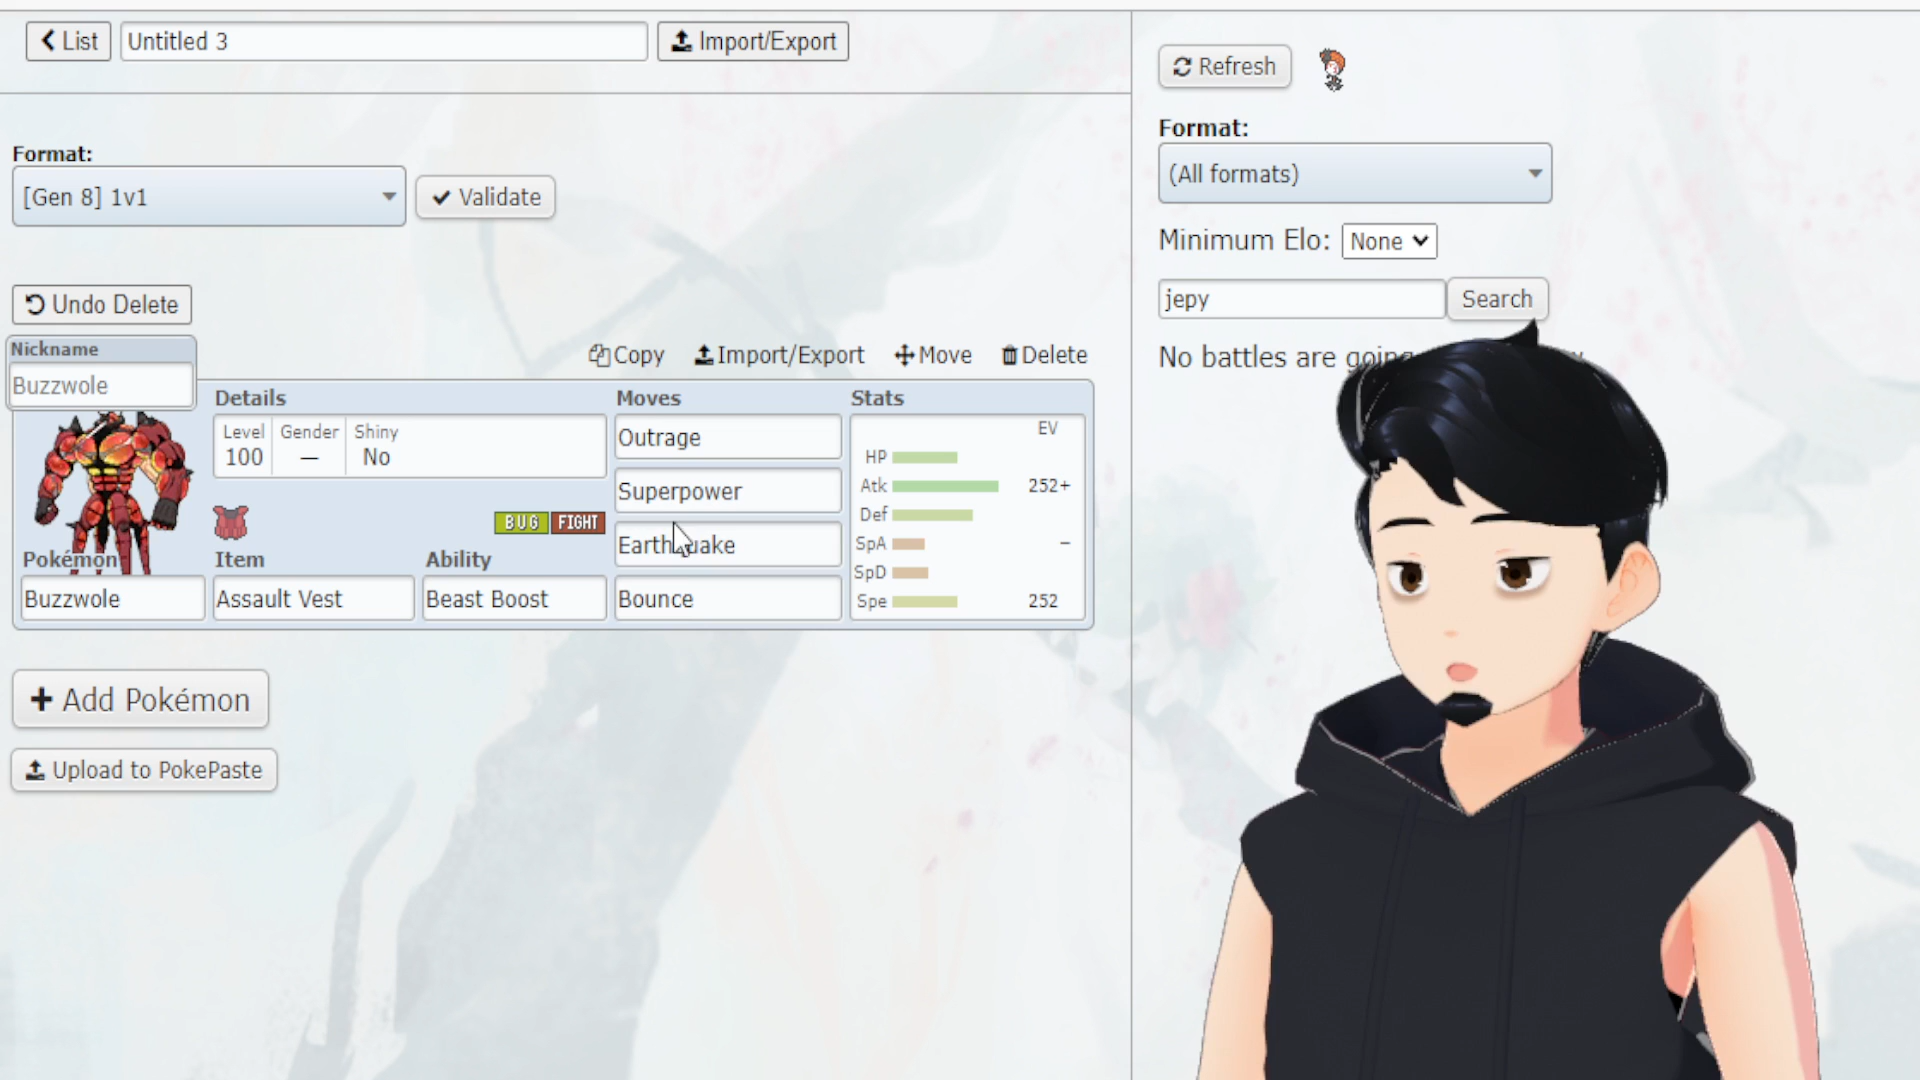 List
Untitled 3
Import/Export
Format:
[Gen 8] 1v1
Validate
Undo Delete
Nickname
Buzzwole
Copy
Import/Export
Move
Delete
Details
Moves
Stats
Level
Gender
Shiny
100
—
No
Outrage
Superpower
Earthquake
Bounce
EV
HP
Atk 252+
Def
SpA −
SpD
Spe 252
BUG FIGHT
Pokémon
Item
Ability
Buzzwole
Assault Vest
Beast Boost
Add Pokémon
Upload to PokePaste
Refresh
Format:
(All formats)
Minimum Elo: None
jepy
Search
No battles are going